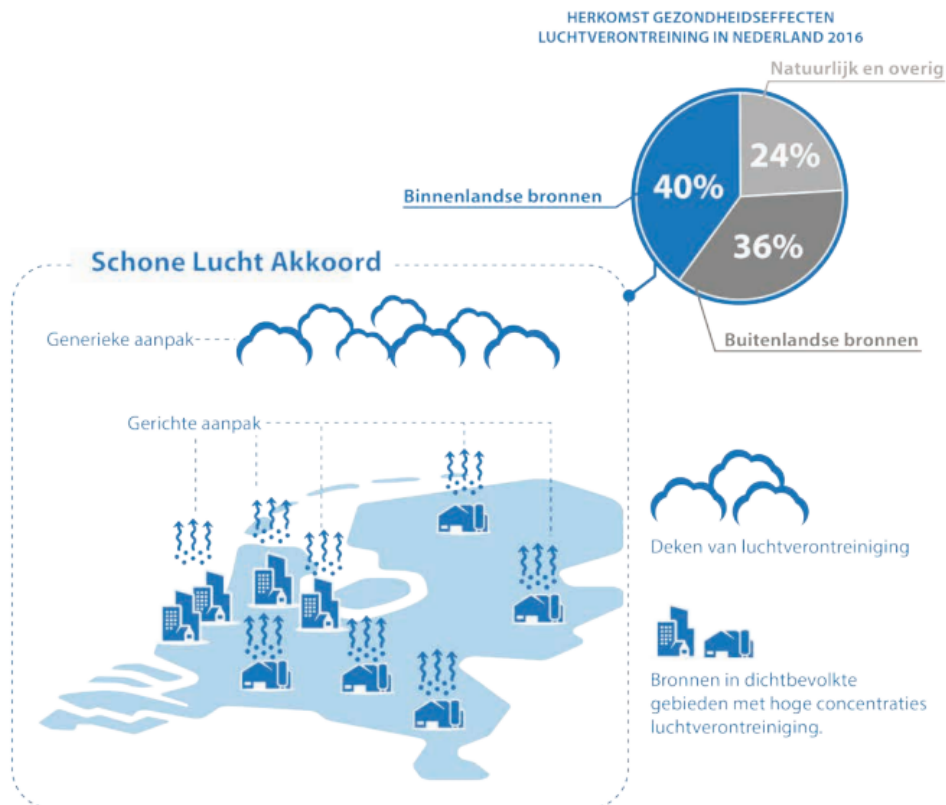 HERKOMST GEZONDHEIDSEFFECTEN
LUCHTVERONTREINING IN NEDERLAND 2016
Natuurlijk en overig
24%
40%
Binnenlandse bronnen
36%
Schone Lucht Akkoord
Generieke aanpak
Buitenlandse bronnen
Gerichte aanpak
Deken van luchtverontreiniging
Bronnen in dichtbevolkte
gebieden met hoge concentraties
luchtverontreiniging.